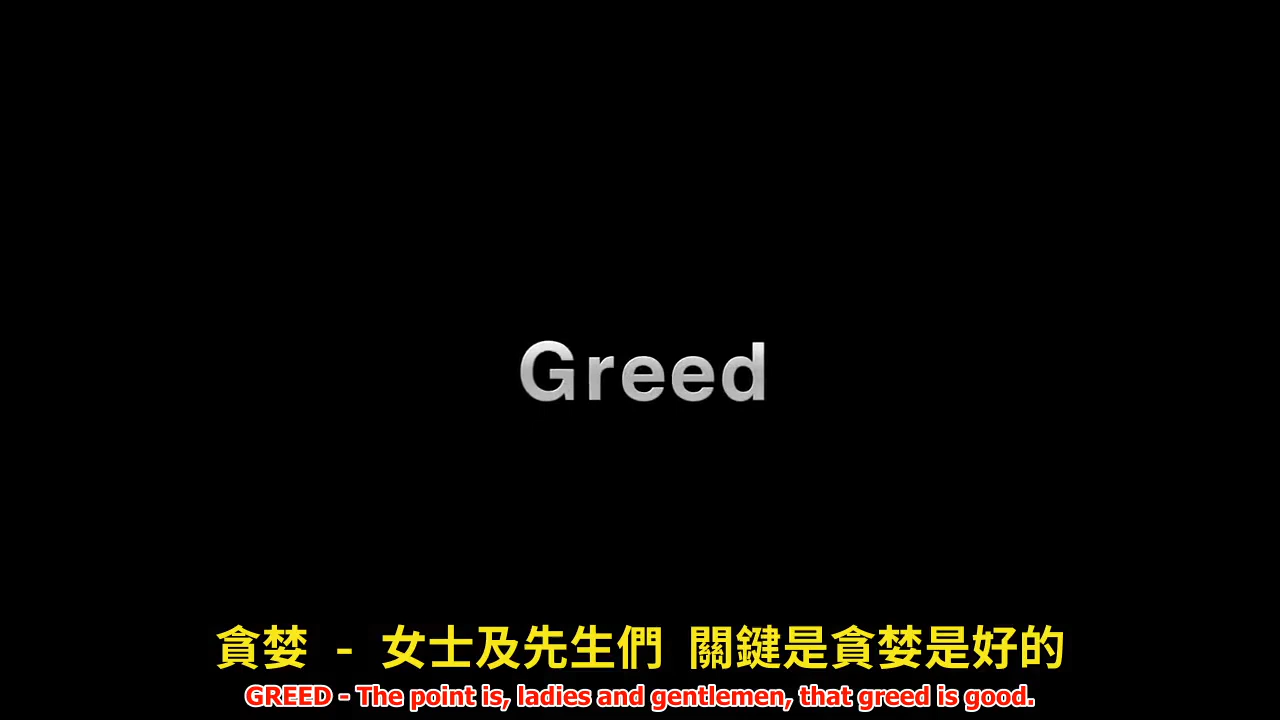 Greed
貪婪 - 女士及先生們 關鍵是貪婪是好的
GREED - The point is, ladies and gentlemen, that greed is good.